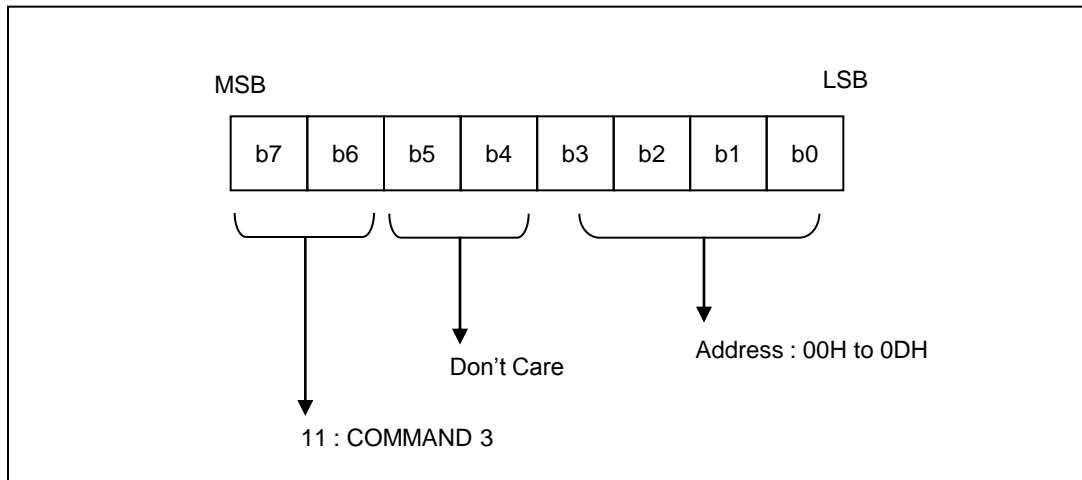 MSB
LSB
b7 b6 b5 b4 b3 b2 b1 b0
Address : 00H to 0DH
Don’t Care
11 : COMMAND 3